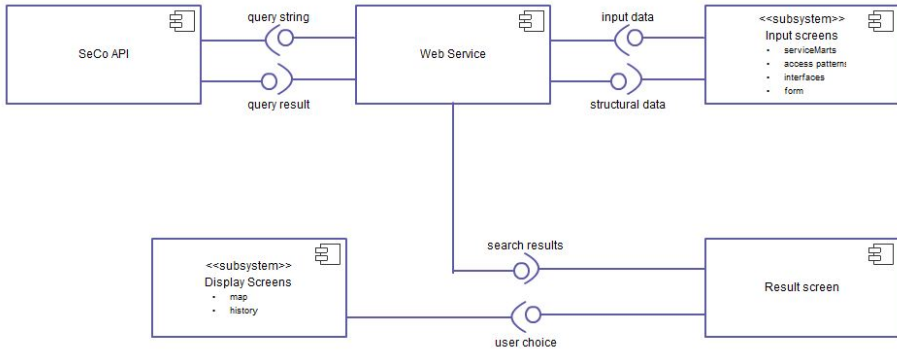 query string
input data
<<subsystem>>
Input screens
SeCo API
Web Service
• serviceMarts
• access patterns
• interfaces
• form
query result
structural data
search results
<<subsystem>>
Display Screens
• map
• history
Result screen
user choice